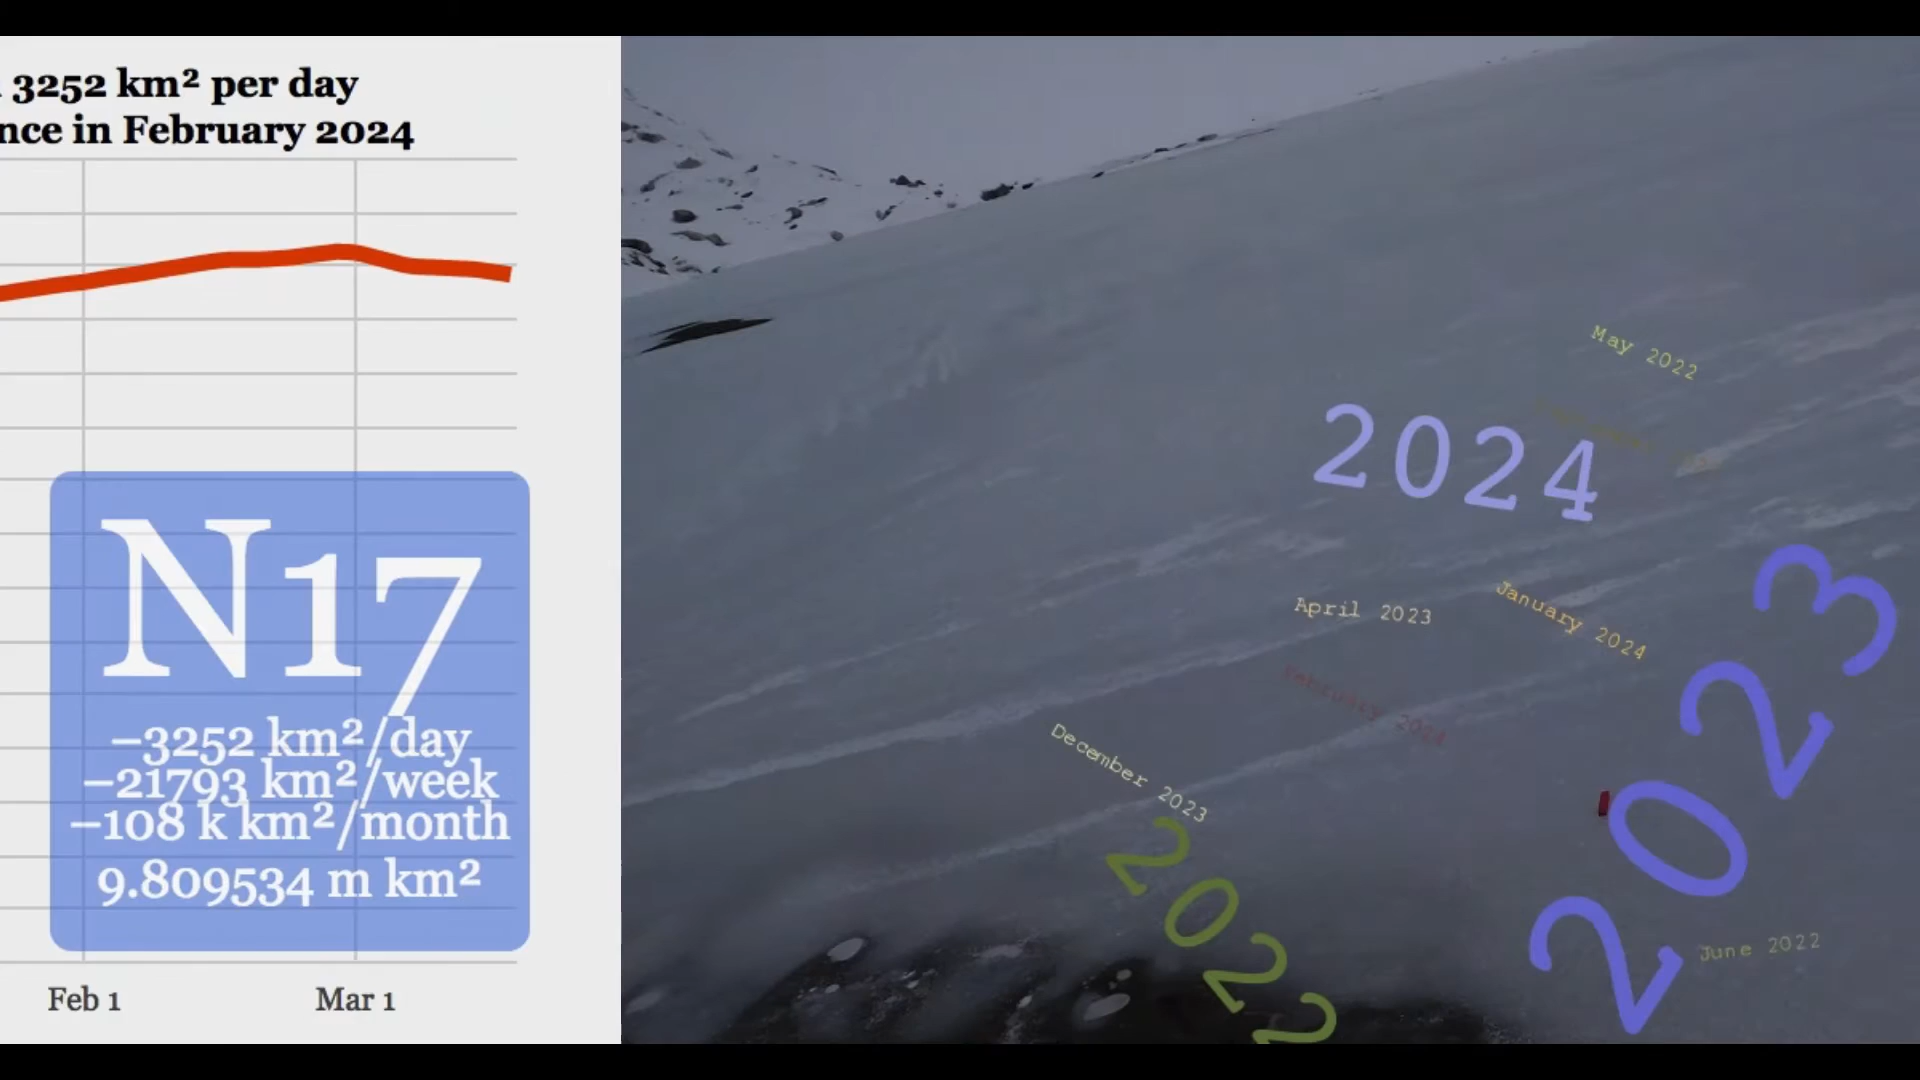 3252 km² per day
nce in February 2024
N17
–3252 km²/day
–21793 km²/week
–108 k km²/month
9.809534 m km²
Feb 1
Mar 1
May 2022
2024
April 2023
January 2024
February 2024
December 2023
2023
2022
June 2022